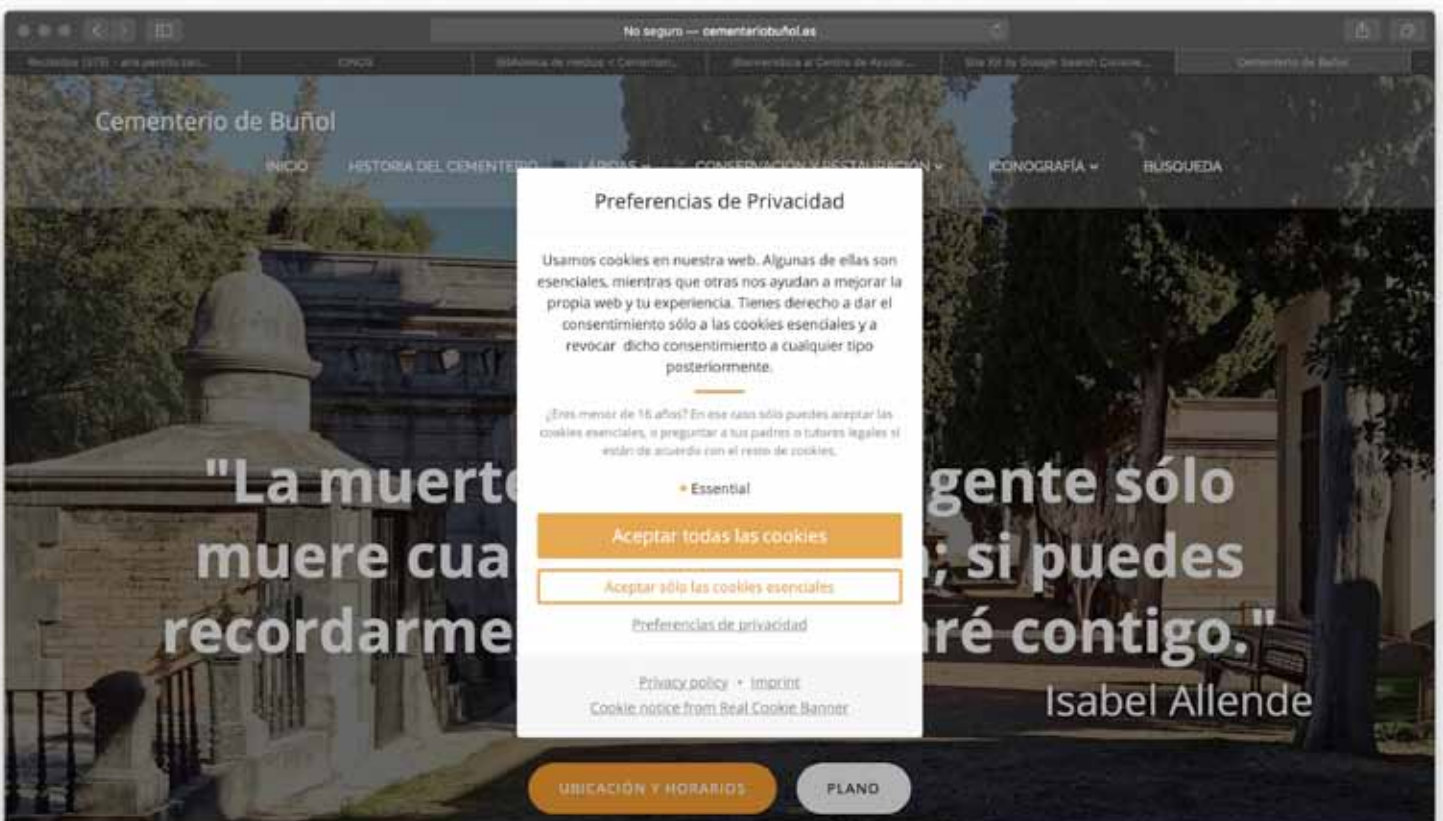 No seguro — cementeriobuñol.es
Cementerio de Buñol
Cementerio de Buñol
INICIO HISTORIA DEL CEMENTERIO LÁPIDAS CONSERVACIÓN Y RESTAURACIÓN ICONOGRAFÍA BÚSQUEDA
Preferencias de Privacidad
Usamos cookies en nuestra web. Algunas de ellas son
esenciales, mientras que otras nos ayudan a mejorar la
propia web y tu experiencia. Tienes derecho a dar el
consentimiento sólo a las cookies esenciales y a
revocar dicho consentimiento a cualquier tipo
posteriormente.
¿Eres menor de 16 años? En ese caso sólo puedes aceptar las
cookies esenciales, o preguntar a tus padres o tutores legales si
están de acuerdo con el resto de cookies.
• Essential
"La muerte gente sólo
muere si puedes
recordarme contigo."
Isabel Allende
Aceptar todas las cookies
Aceptar sólo las cookies esenciales
Preferencias de privacidad
Privacy policy • Imprint
Cookie notice from Real Cookie Banner
UBICACIÓN Y HORARIOS PLANO